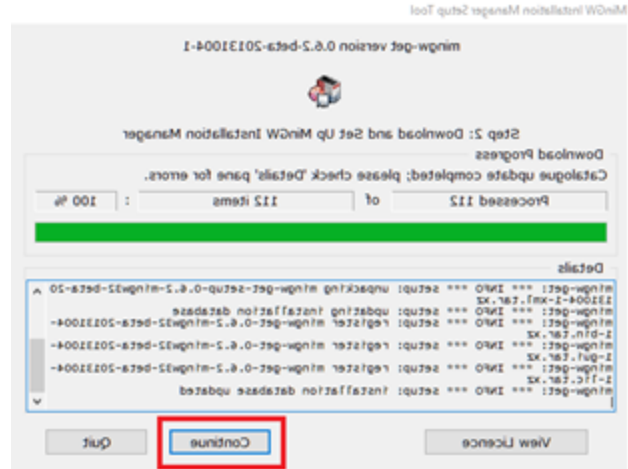 MinGW Installation Manager Setup Tool
mingw-get version 0.6.2-beta-20131004-1
Step 2: Download and Set Up MinGW Installation Manager
Download Progress
Catalogue update completed; please check 'Details' pane for errors.
Processed 112 of 112 items : 100 %
Details
mingw-get: *** INFO *** setup: unpacking mingw-get-setup-0.6.2-mingw32-beta-20
131004-1-xml.tar.xz
mingw-get: *** INFO *** setup: updating installation database
mingw-get: *** INFO *** setup: register mingw-get-0.6.2-mingw32-beta-20131004-
1-bin.tar.xz
mingw-get: *** INFO *** setup: register mingw-get-0.6.2-mingw32-beta-20131004-
1-gui.tar.xz
mingw-get: *** INFO *** setup: register mingw-get-0.6.2-mingw32-beta-20131004-
1-lic.tar.xz
mingw-get: *** INFO *** setup: installation database updated
View Licence Continue Quit